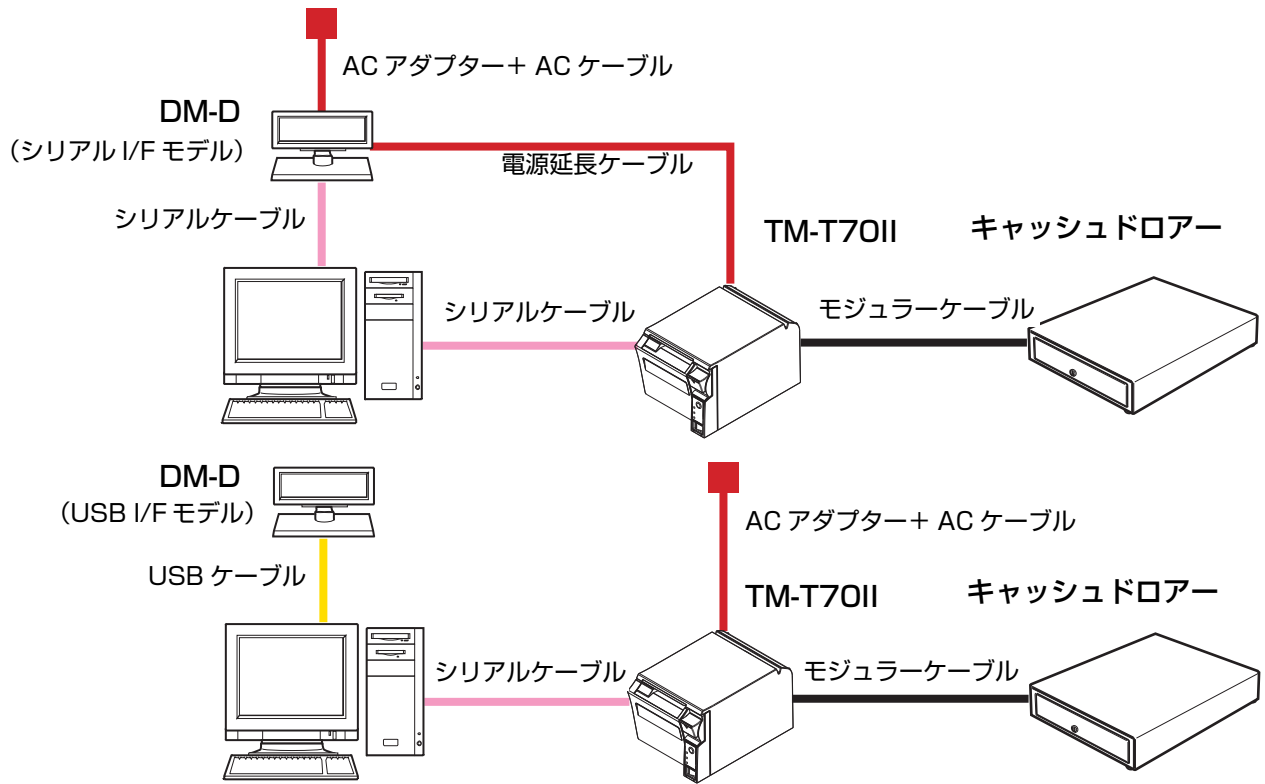 AC アダプター＋ AC ケーブル
DM-D
（シリアル I/F モデル）
電源延長ケーブル
シリアルケーブル
TM-T70II
キャッシュドロアー
シリアルケーブル
モジュラーケーブル
DM-D
（USB I/F モデル）
AC アダプター＋ AC ケーブル
USB ケーブル
TM-T70II
キャッシュドロアー
シリアルケーブル
モジュラーケーブル